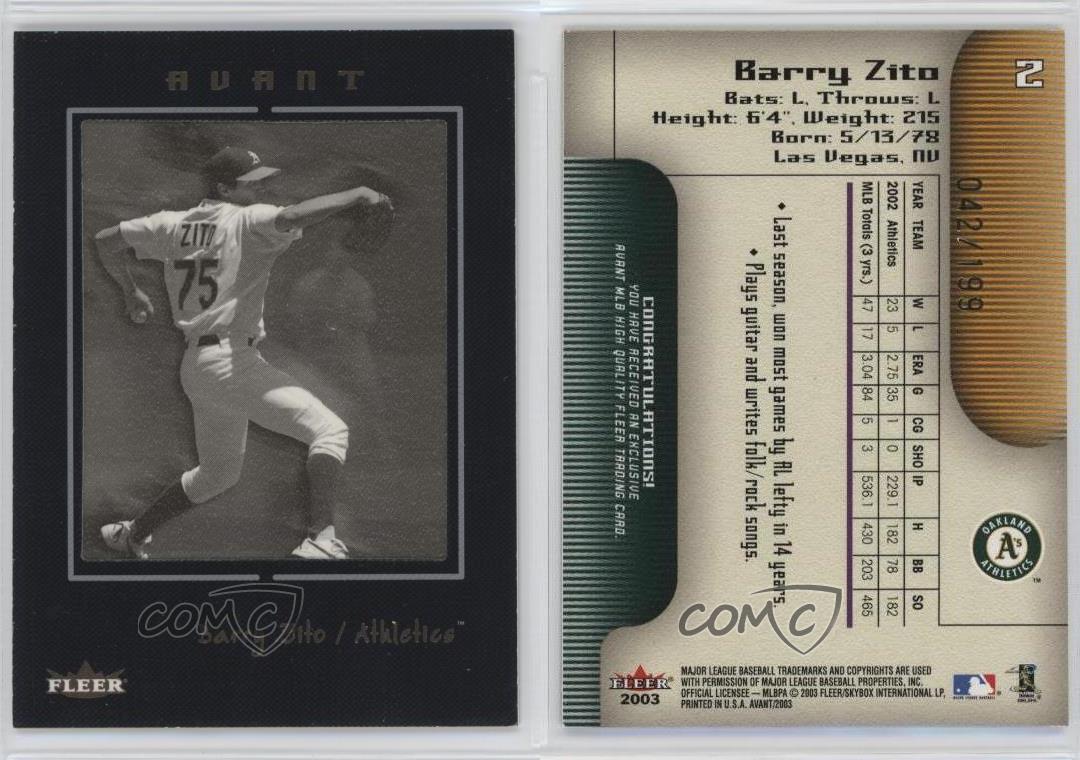 AVANT
ZITO
75
COMC
Barry Zito / Athletics™
FLEER
2
Barry Zito
Bats: L, Throws: L
Height: 6'4", Weight: 215
Born: 5/13/78
Las Vegas, NV
042/199
YEAR TEAM W L ERA G CG SHO IP H BB SO
2002 Athletics 23 5 2.75 35 1 0 229.1 182 78 182
MLB Totals (3 yrs.) 47 17 3.04 84 5 3 536.1 430 203 465
♦ Last season, won most games by AL lefty in 14 years.
♦ Plays guitar and writes folk/rock songs.
CONGRATULATIONS!
YOU HAVE RECEIVED AN EXCLUSIVE
AVANT MLB HIGH QUALITY FLEER TRADING CARD.
OAKLAND
A's
ATHLETICS
TM
COMC
FLEER
2003
MAJOR LEAGUE BASEBALL TRADEMARKS AND COPYRIGHTS ARE USED
WITH PERMISSION OF MAJOR LEAGUE BASEBALL PROPERTIES, INC.
OFFICIAL LICENSEE — MLBPA © 2003 FLEER/SKYBOX INTERNATIONAL LP,
PRINTED IN U.S.A. AVANT/2003